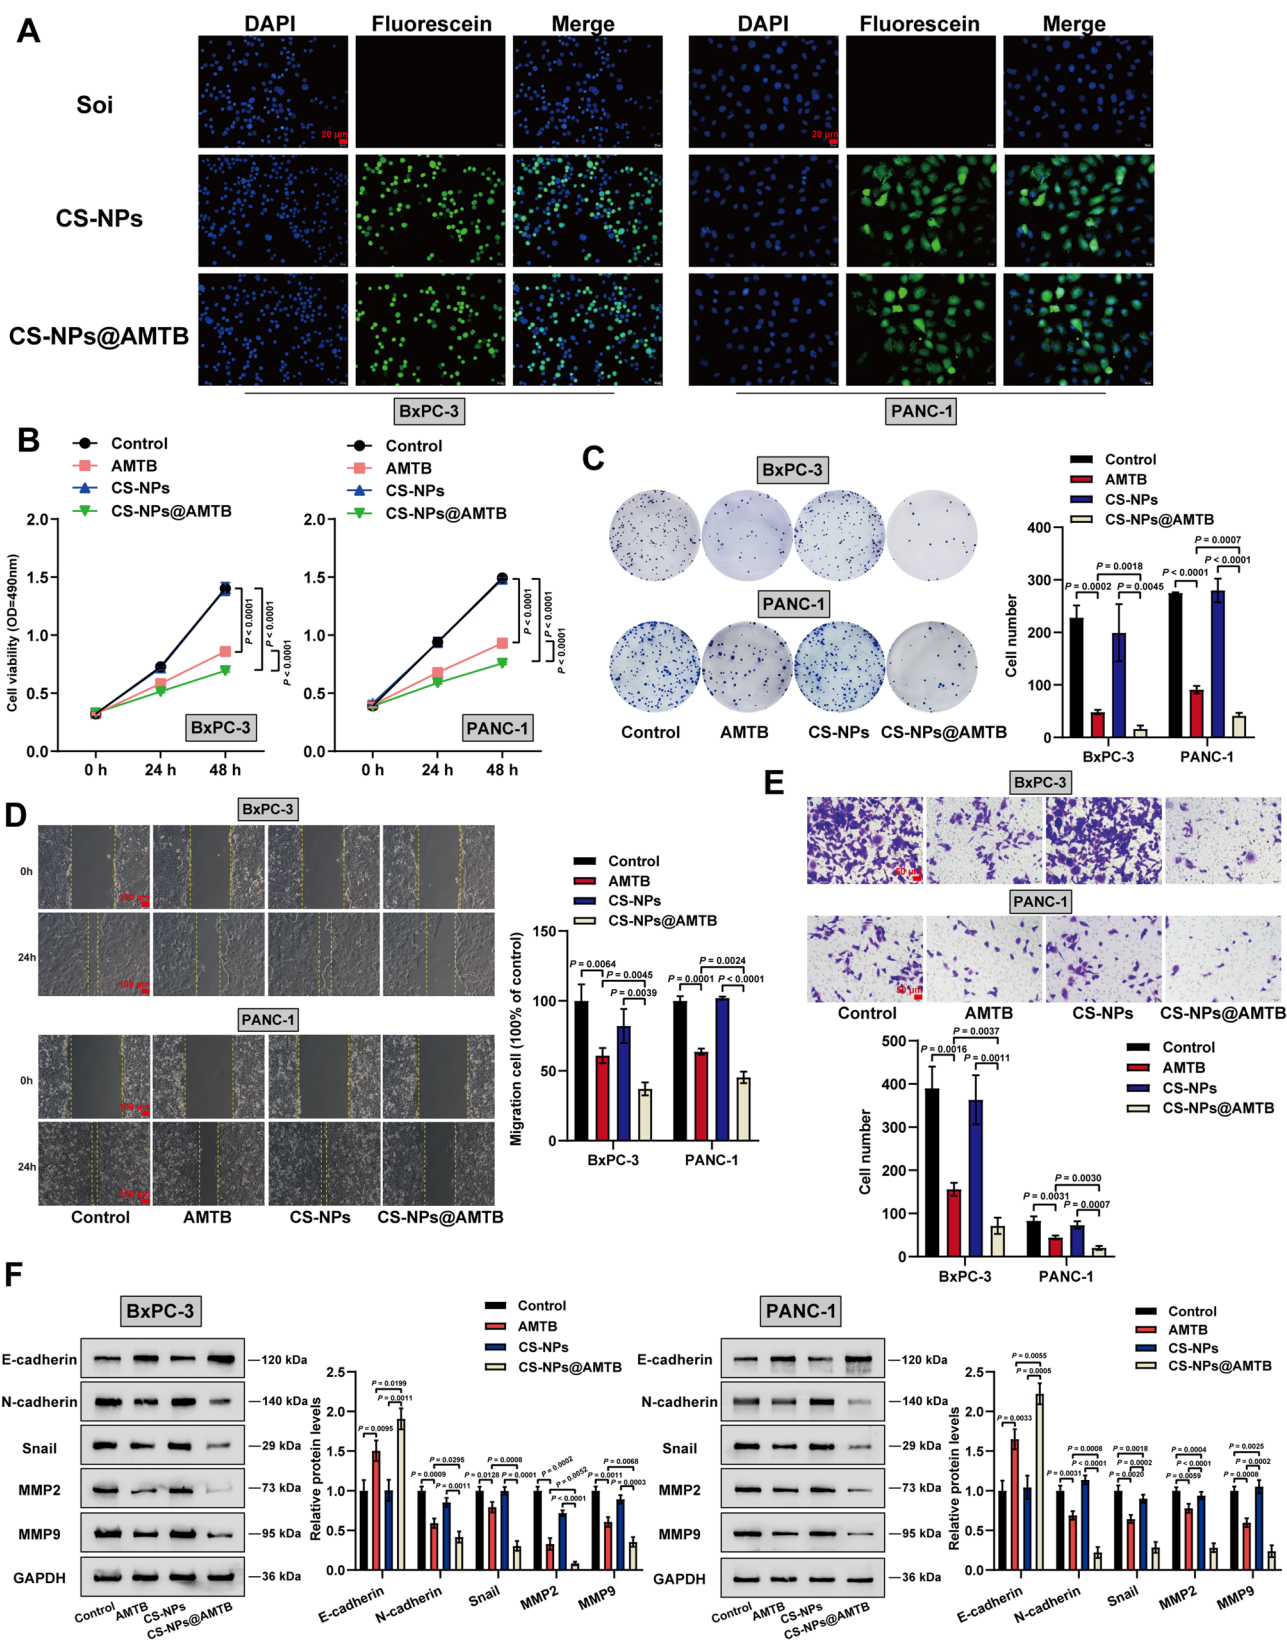 A
DAPI Fluorescein Merge DAPI Fluorescein Merge
Soi
20 μm 20 μm
CS-NPs
CS-NPs@AMTB
BxPC-3 PANC-1
B
Control
AMTB
CS-NPs
CS-NPs@AMTB
Control
AMTB
CS-NPs
CS-NPs@AMTB
Cell viability (OD=490nm)
2.0
1.5
1.0
0.5
0.0
0 h 24 h 48 h
P < 0.0001
P < 0.0001
P < 0.0001
BxPC-3
2.0
1.5
1.0
0.5
0.0
0 h 24 h 48 h
P < 0.0001
P < 0.0001
P < 0.0001
PANC-1
C
BxPC-3
PANC-1
Control AMTB CS-NPs CS-NPs@AMTB
Control
AMTB
CS-NPs
CS-NPs@AMTB
Cell number
400
300
200
100
0
P = 0.0007
P = 0.0018 P < 0.0001
P = 0.0002 P = 0.0045 P < 0.0001
BxPC-3 PANC-1
D
BxPC-3
0h
100 μm
24h
100 μm
PANC-1
0h
100 μm
24h
100 μm
Control AMTB CS-NPs CS-NPs@AMTB
Control
AMTB
CS-NPs
CS-NPs@AMTB
Migration cell (100% of control)
150
100
50
0
P = 0.0064 P = 0.0024
P = 0.0045 P = 0.0001 P < 0.0001
P = 0.0039
BxPC-3 PANC-1
E
BxPC-3
50 μm
PANC-1
50 μm
Control AMTB CS-NPs CS-NPs@AMTB
Control
AMTB
CS-NPs
CS-NPs@AMTB
Cell number
500
400
300
200
100
0
P = 0.0037
P = 0.0016
P = 0.0011
P = 0.0030
P = 0.0031
P = 0.0007
BxPC-3 PANC-1
F
BxPC-3
E-cadherin 120 kDa
N-cadherin 140 kDa
Snail 29 kDa
MMP2 73 kDa
MMP9 95 kDa
GAPDH 36 kDa
Control AMTB CS-NPs CS-NPs@AMTB
Control
AMTB
CS-NPs
CS-NPs@AMTB
Relative protein levels
2.5
2.0
1.5
1.0
0.5
0.0
P = 0.0199
P = 0.0011
P = 0.0095
P = 0.0295
P = 0.0009
P = 0.0011
P = 0.0008
P = 0.0128
P = 0.0001
P = 0.0002
P = 0.0052
P < 0.0001
P = 0.0068
P = 0.0011
P = 0.0003
E-cadherin N-cadherin Snail MMP2 MMP9
PANC-1
E-cadherin 120 kDa
N-cadherin 140 kDa
Snail 29 kDa
MMP2 73 kDa
MMP9 95 kDa
GAPDH 36 kDa
Control AMTB CS-NPs CS-NPs@AMTB
Control
AMTB
CS-NPs
CS-NPs@AMTB
Relative protein levels
2.5
2.0
1.5
1.0
0.5
0.0
P = 0.0055
P = 0.0005
P = 0.0033
P = 0.0008
P < 0.0001
P = 0.0031
P = 0.0018
P = 0.0002
P = 0.0020
P = 0.0004
P < 0.0001
P = 0.0059
P = 0.0025
P = 0.0002
P = 0.0008
E-cadherin N-cadherin Snail MMP2 MMP9